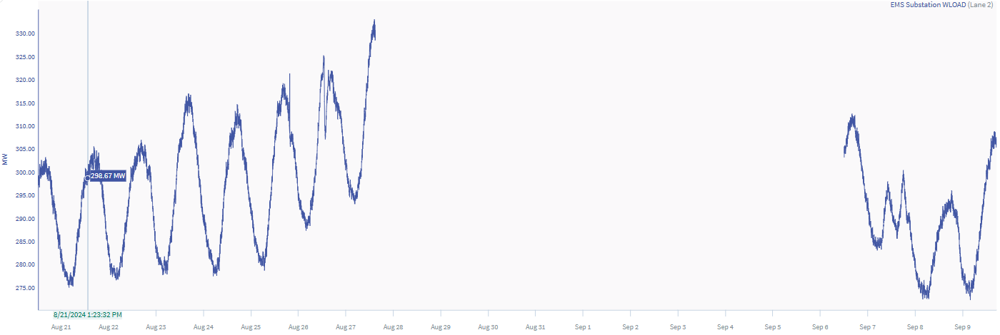 EMS Substation WLOAD (Lane 2)
330.00
325.00
320.00
315.00
310.00
305.00
300.00
295.00
290.00
285.00
280.00
275.00
MW
298.67 MW
8/21/2024 1:23:32 PM
Aug 21 Aug 22 Aug 23 Aug 24 Aug 25 Aug 26 Aug 27 Aug 28 Aug 29 Aug 30 Aug 31 Sep 1 Sep 2 Sep 3 Sep 4 Sep 5 Sep 6 Sep 7 Sep 8 Sep 9